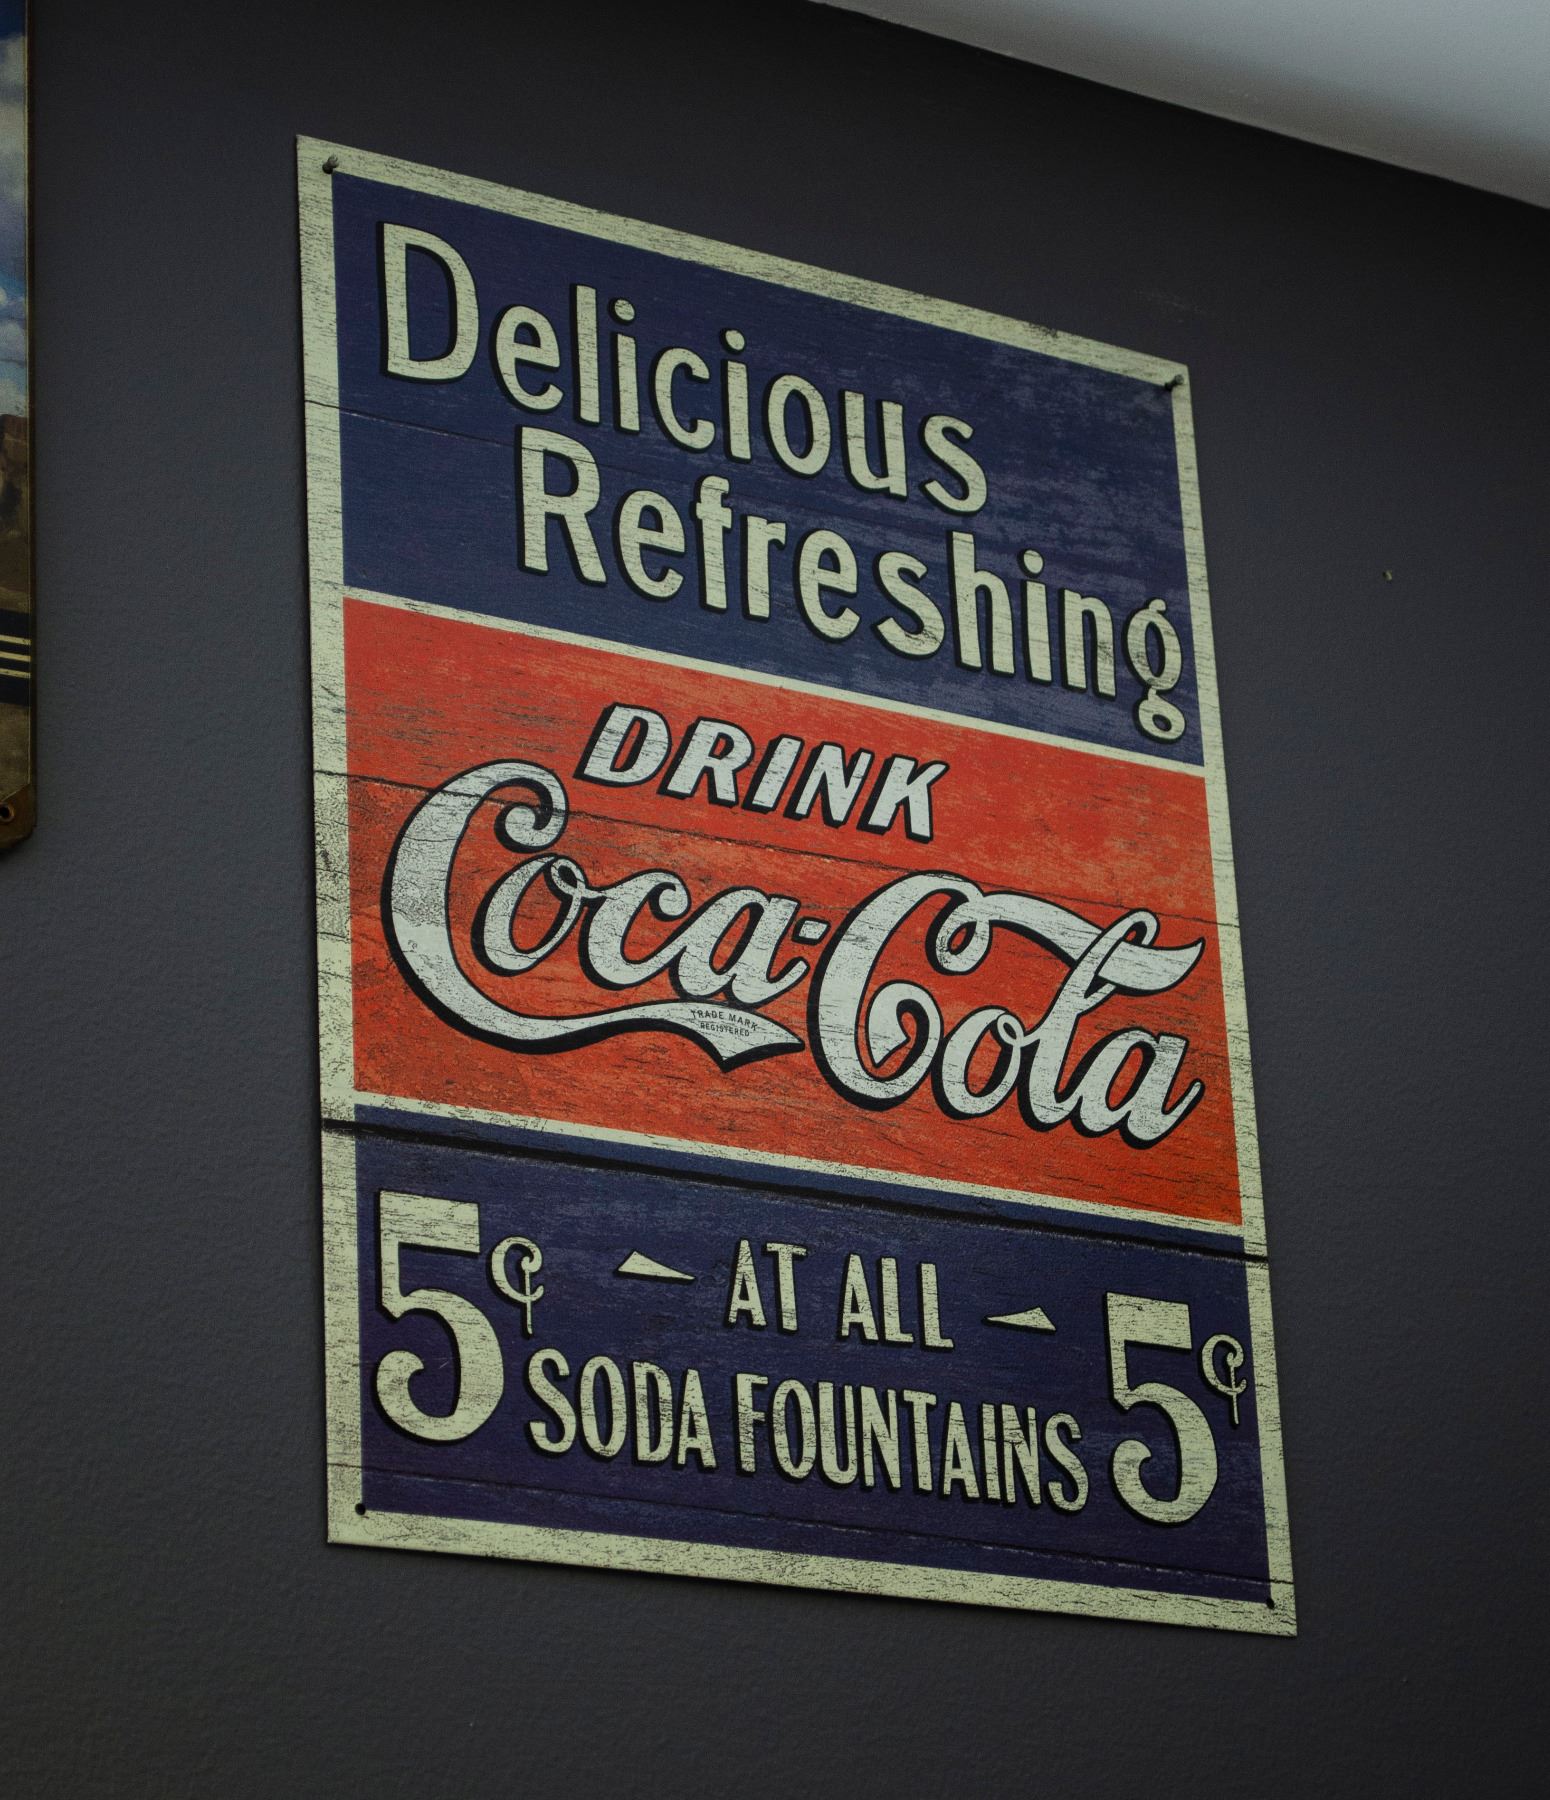 Delicious
Refreshing
DRINK
Coca-Cola
TRADE MARK
REGISTERED
5¢ AT ALL 5¢
SODA FOUNTAINS